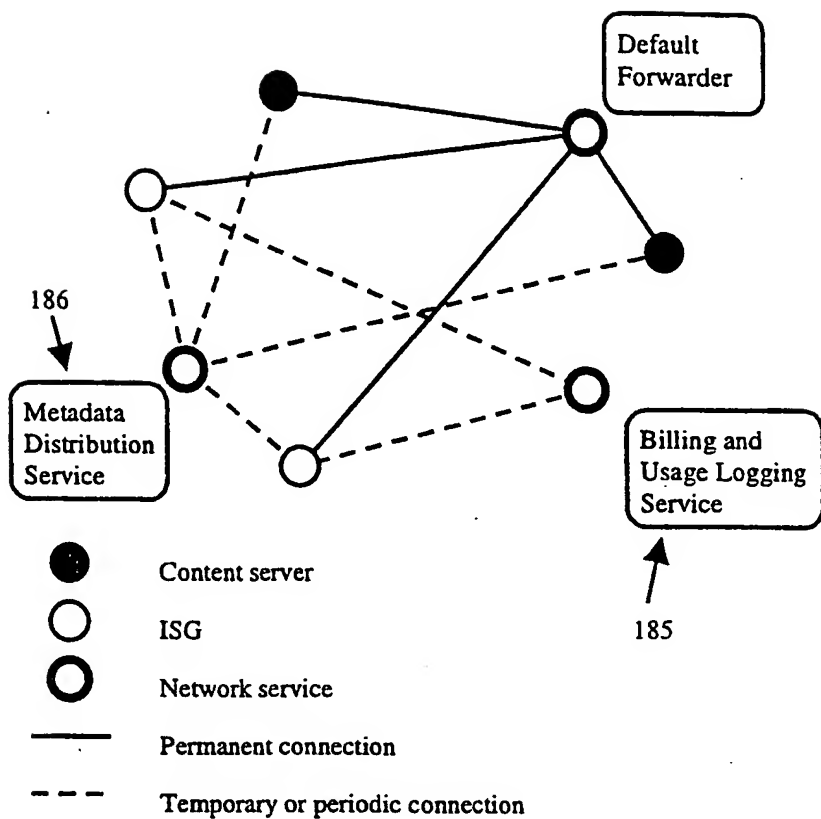 Default
Forwarder
186
Metadata
Distribution
Service
Billing and
Usage Logging
Service
185
Content server
ISG
Network service
Permanent connection
Temporary or periodic connection